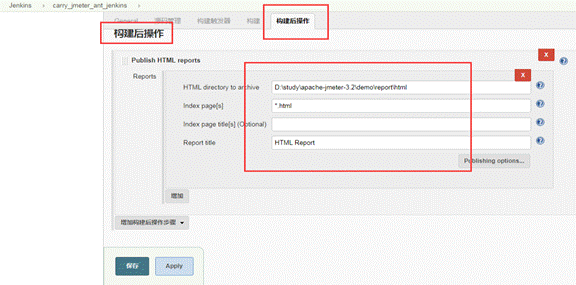 Jenkins › carry_jmeter_ant_jenkins ›
General 源码管理 构建触发器 构建 构建后操作
构建后操作
Publish HTML reports
X
Reports
X
HTML directory to archive D:\study\apache-jmeter-3.2\demo\report\html
Index page[s] *.html
Index page title[s] (Optional)
Report title HTML Report
Publishing options...
增加
增加构建后操作步骤
保存 Apply